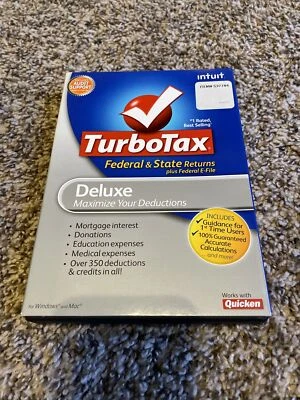 intuit
AUDIT
SUPPORT
#1 Rated,
Best Selling
TurboTax
Federal & State Returns
plus Federal E-File
Deluxe
Maximize Your Deductions
• Mortgage interest
• Donations
• Education expenses
• Medical expenses
• Over 350 deductions
& credits in all!
INCLUDES
✓ Guidance for
1st Time Users
✓ 100% Guaranteed
Accurate
Calculations
...and more!
for Windows® and Mac®
Works with
Quicken